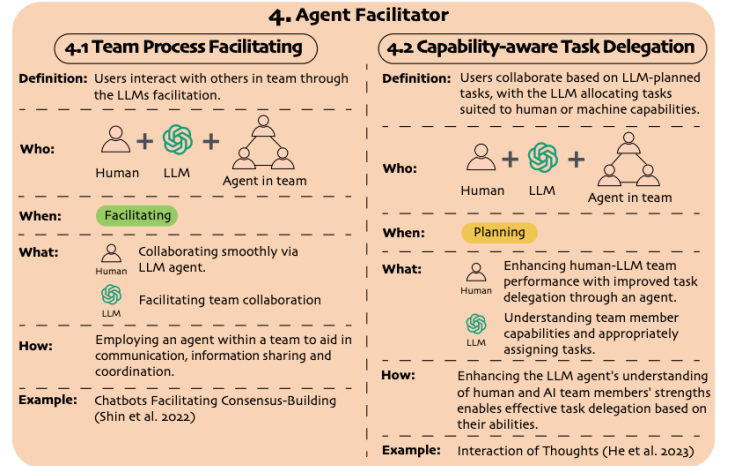 4. Agent Facilitator
4.1 Team Process Facilitating
Definition: Users interact with others in team through
the LLMs facilitation.
Who:
Human
LLM
Agent in team
When: Facilitating
What:
Human
Collaborating smoothly via
LLM agent.
LLM
Facilitating team collaboration
How: Employing an agent within a team to aid in
communication, information sharing and
coordination.
Example: Chatbots Facilitating Consensus-Building
(Shin et al. 2022)
4.2 Capability-aware Task Delegation
Definition: Users collaborate based on LLM-planned
tasks, with the LLM allocating tasks
suited to human or machine capabilities.
Who:
Human
LLM
Agent in team
When: Planning
What:
Human
Enhancing human-LLM team
performance with improved task
delegation through an agent.
LLM
Understanding team member
capabilities and appropriately
assigning tasks.
How: Enhancing the LLM agent's understanding
of human and AI team members' strengths
enables effective task delegation based on
their abilities.
Example: Interaction of Thoughts (He et al. 2023)